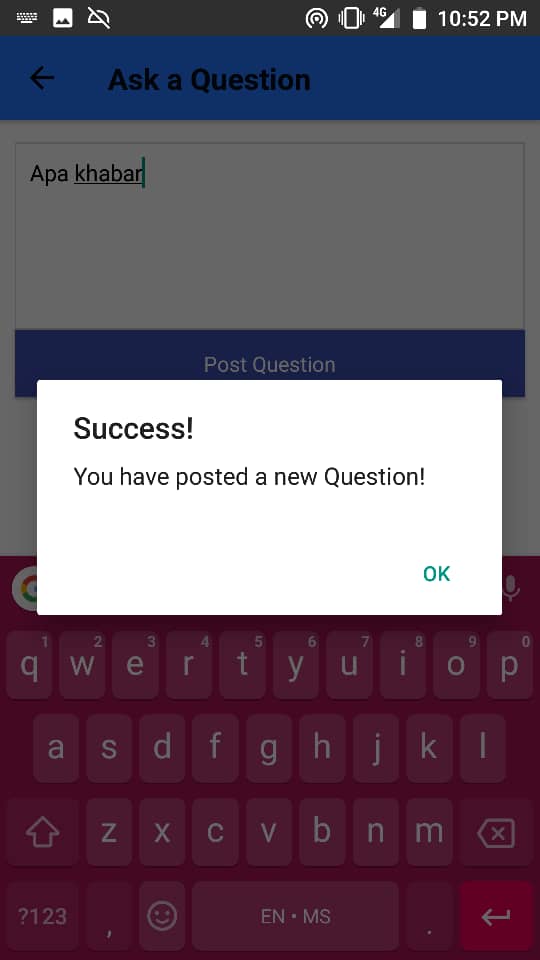 4G 10:52 PM
Ask a Question
Apa khabar
Post Question
Success!
You have posted a new Question!
OK
1 2 3 4 5 6 7 8 9 0
q w e r t y u i o p
a s d f g h j k l
z x c v b n m
?123 , EN • MS .